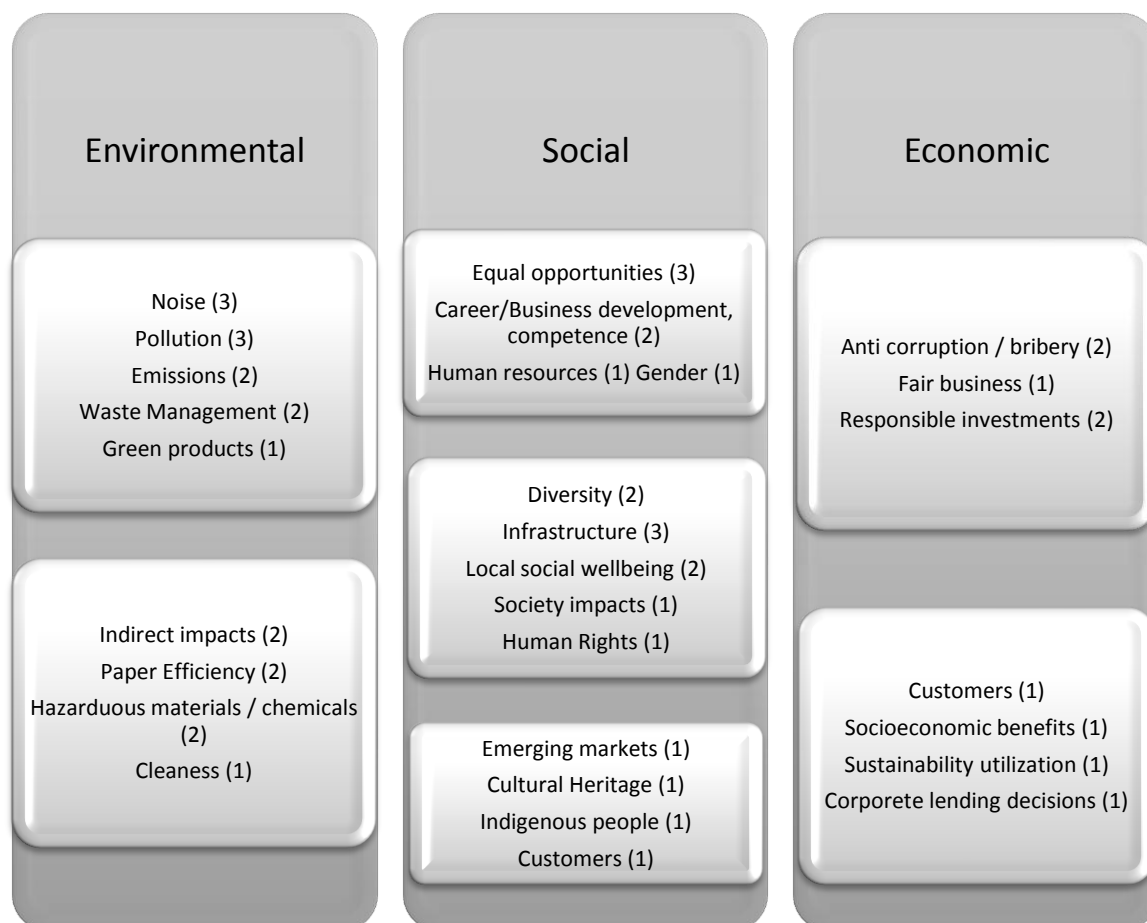 Environmental
Noise (3)
Pollution (3)
Emissions (2)
Waste Management (2)
Green products (1)
Indirect impacts (2)
Paper Efficiency (2)
Hazarduous materials / chemicals
(2)
Cleaness (1)
Social
Equal opportunities (3)
Career/Business development,
competence (2)
Human resources (1) Gender (1)
Diversity (2)
Infrastructure (3)
Local social wellbeing (2)
Society impacts (1)
Human Rights (1)
Emerging markets (1)
Cultural Heritage (1)
Indigenous people (1)
Customers (1)
Economic
Anti corruption / bribery (2)
Fair business (1)
Responsible investments (2)
Customers (1)
Socioeconomic benefits (1)
Sustainability utilization (1)
Corporete lending decisions (1)